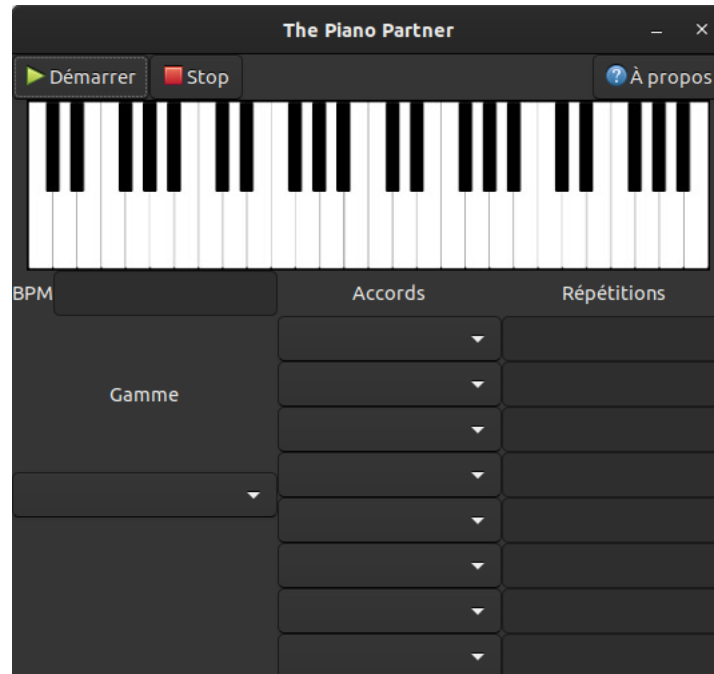 The Piano Partner
Démarrer Stop À propos
BPM Accords Répétitions
Gamme